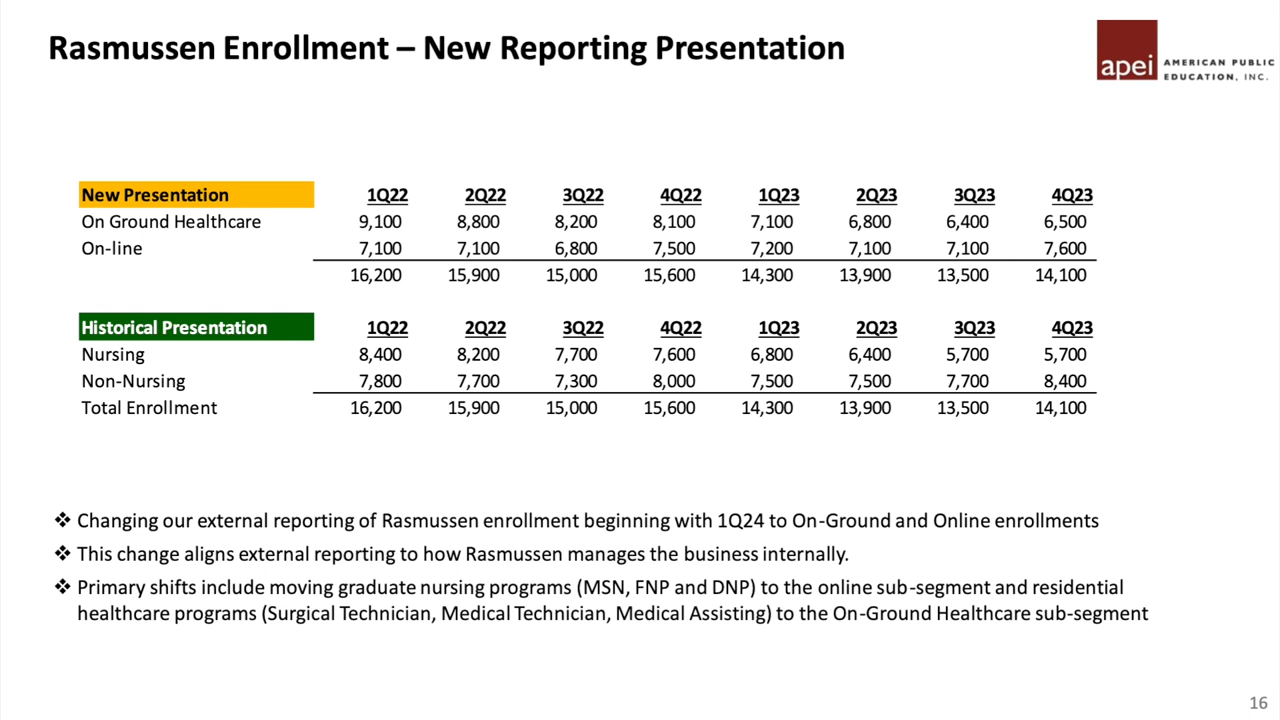 Rasmussen Enrollment – New Reporting Presentation
apei AMERICAN PUBLIC
EDUCATION, INC.
New Presentation 1Q22 2Q22 3Q22 4Q22 1Q23 2Q23 3Q23 4Q23
On Ground Healthcare 9,100 8,800 8,200 8,100 7,100 6,800 6,400 6,500
On-line 7,100 7,100 6,800 7,500 7,200 7,100 7,100 7,600
16,200 15,900 15,000 15,600 14,300 13,900 13,500 14,100
Historical Presentation 1Q22 2Q22 3Q22 4Q22 1Q23 2Q23 3Q23 4Q23
Nursing 8,400 8,200 7,700 7,600 6,800 6,400 5,700 5,700
Non-Nursing 7,800 7,700 7,300 8,000 7,500 7,500 7,700 8,400
Total Enrollment 16,200 15,900 15,000 15,600 14,300 13,900 13,500 14,100
❖ Changing our external reporting of Rasmussen enrollment beginning with 1Q24 to On-Ground and Online enrollments
❖ This change aligns external reporting to how Rasmussen manages the business internally.
❖ Primary shifts include moving graduate nursing programs (MSN, FNP and DNP) to the online sub-segment and residential
healthcare programs (Surgical Technician, Medical Technician, Medical Assisting) to the On-Ground Healthcare sub-segment
16